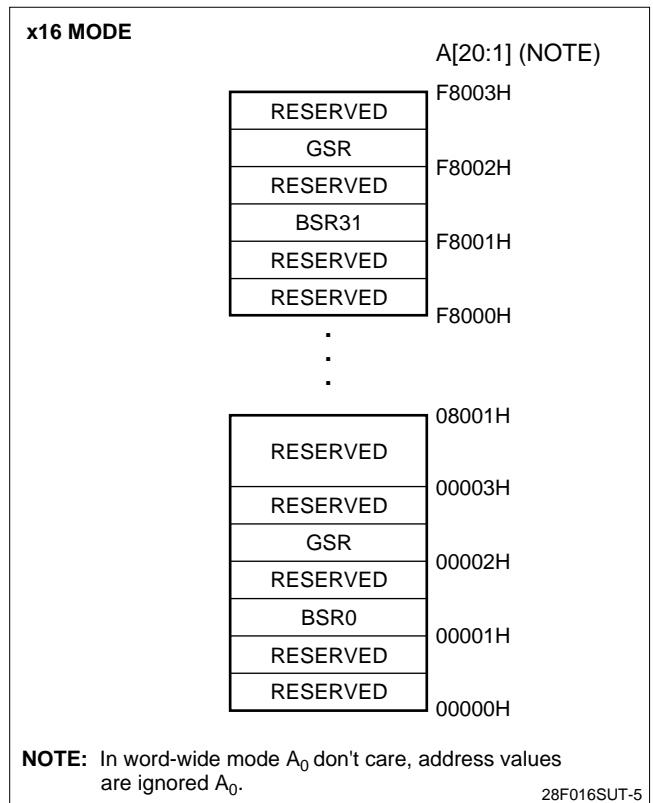 x16 MODE
A[20:1] (NOTE)
F8003H
RESERVED
GSR
F8002H
RESERVED
BSR31
F8001H
RESERVED
RESERVED
F8000H
.
.
.
08001H
RESERVED
00003H
RESERVED
GSR
00002H
RESERVED
BSR0
00001H
RESERVED
RESERVED
00000H
NOTE: In word-wide mode A0 don't care, address values
are ignored A0.
28F016SUT-5